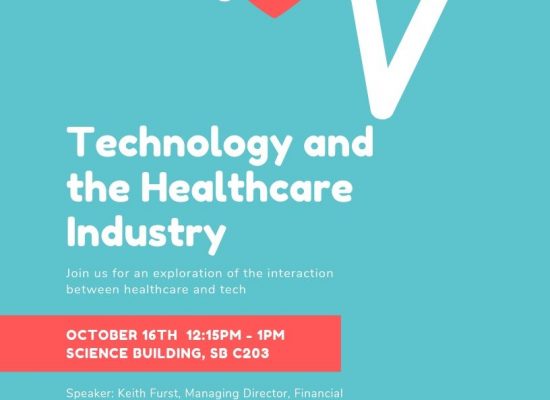 Technology and
the Healthcare
Industry
Join us for an exploration of the interaction
between healthcare and tech
OCTOBER 16TH 12:15PM - 1PM
SCIENCE BUILDING, SB C203
Speaker: Keith Furst, Managing Director, Financial